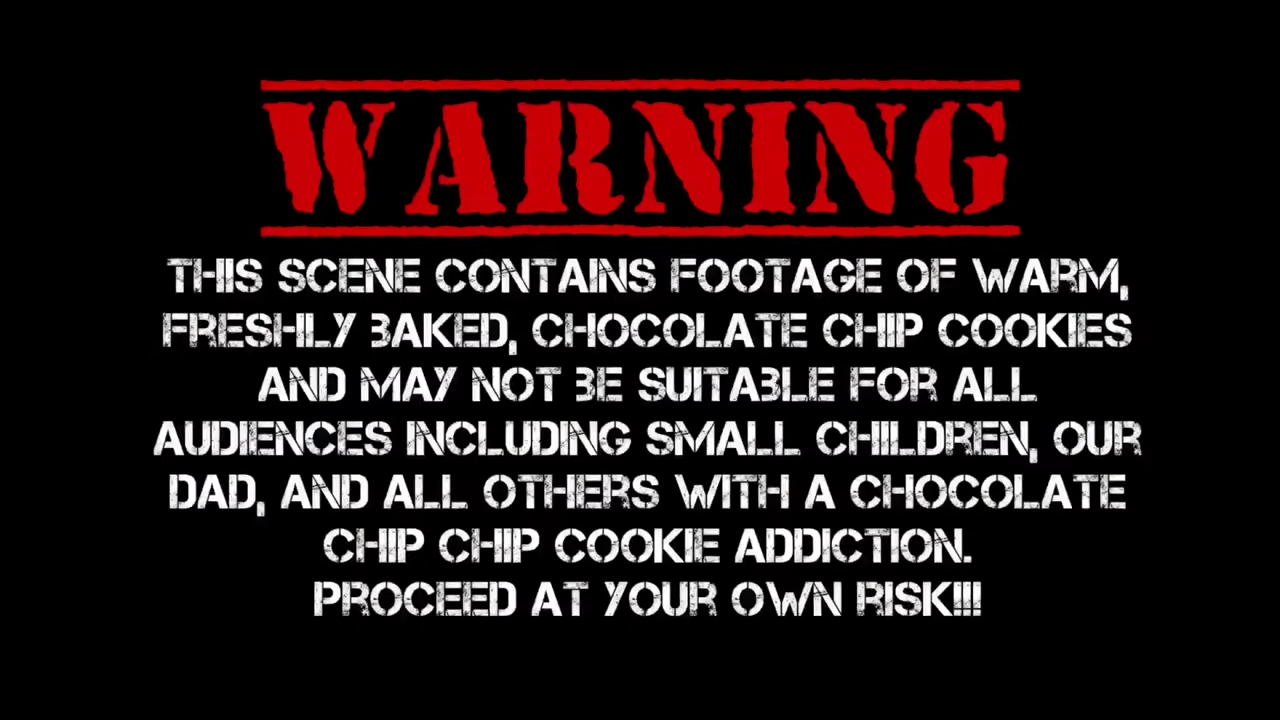 WARNING
THIS SCENE CONTAINS FOOTAGE OF WARM,
FRESHLY BAKED, CHOCOLATE CHIP COOKIES
AND MAY NOT BE SUITABLE FOR ALL
AUDIENCES INCLUDING SMALL CHILDREN, OUR
DAD, AND ALL OTHERS WITH A CHOCOLATE
CHIP CHIP COOKIE ADDICTION.
PROCEED AT YOUR OWN RISK!!!